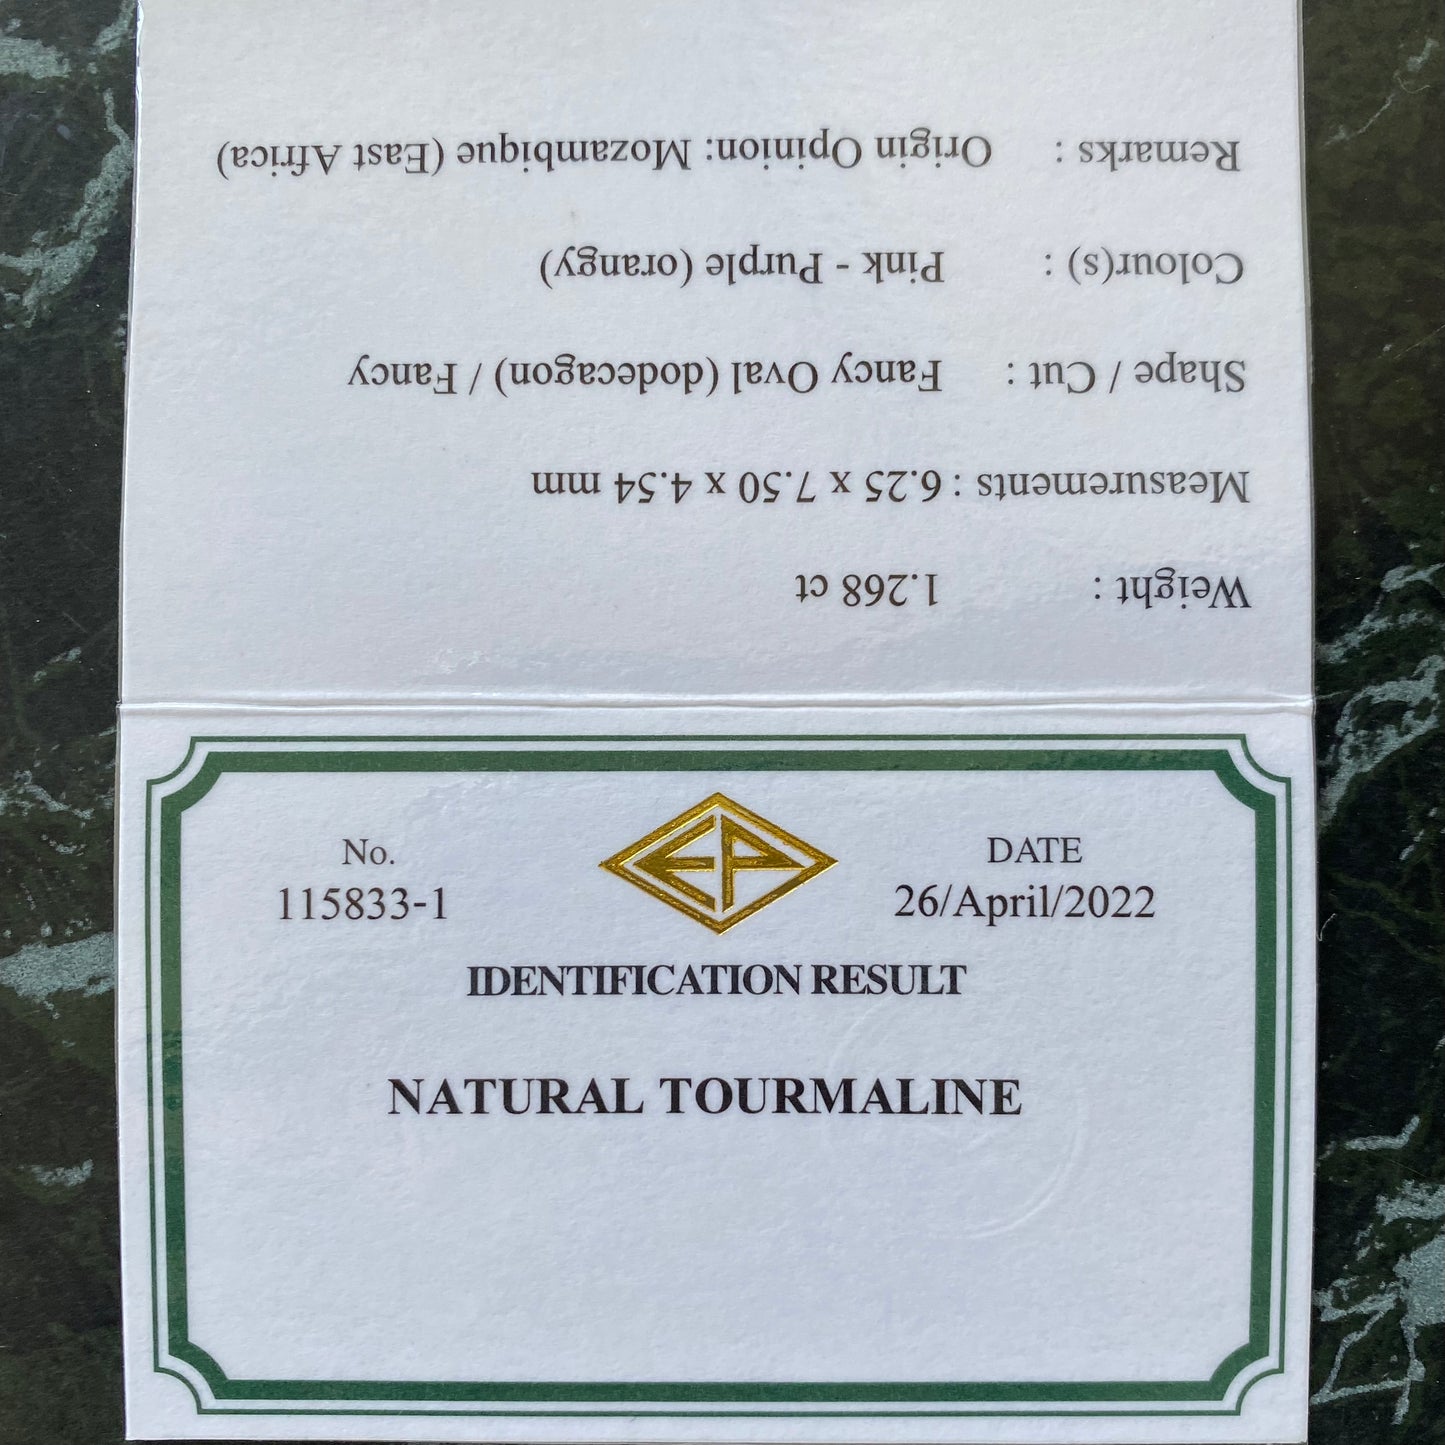 Weight : 1.268 ct
Measurements : 6.25 x 7.50 x 4.54 mm
Shape / Cut : Fancy Oval (dodecagon) / Fancy
Colour(s) : Pink - Purple (orangy)
Remarks : Origin Opinion: Mozambique (East Africa)
No.
115833-1
EP
DATE
26/April/2022
IDENTIFICATION RESULT
NATURAL TOURMALINE